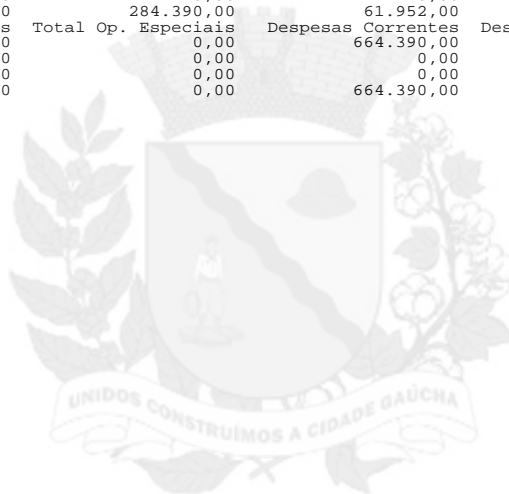 0 284.390,00 61.952,00
s Total Op. Especiais Despesas Correntes Des
0 0,00 664.390,00
0 0,00 0,00
0 0,00 0,00
0 0,00 664.390,00
UNIDOS CONSTRUÍMOS A CIDADE GAÚCHA